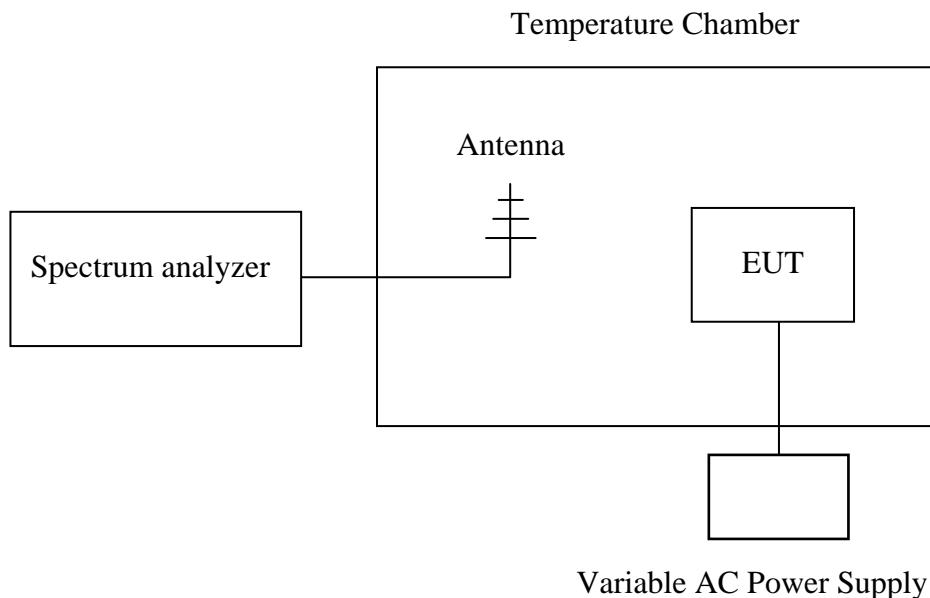 Temperature Chamber
Antenna
Spectrum analyzer
EUT
Variable AC Power Supply